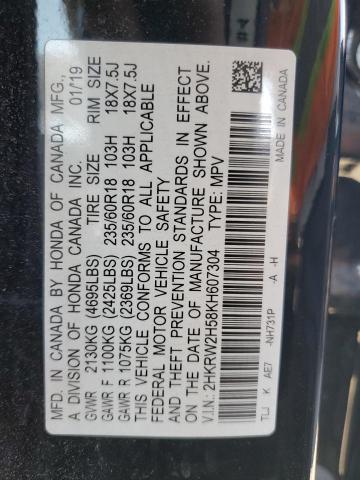 MFD. IN CANADA BY HONDA OF CANADA MFG.,
A DIVISION OF HONDA CANADA INC. 01/19
GVWR 2130KG (4695LBS) TIRE SIZE RIM SIZE
GAWR F 1100KG (2425LBS) 235/60R18 103H 18X7.5J
GAWR R 1075KG (2369LBS) 235/60R18 103H 18X7.5J
THIS VEHICLE CONFORMS TO ALL APPLICABLE
FEDERAL MOTOR VEHICLE SAFETY
AND THEFT PREVENTION STANDARDS IN EFFECT
ON THE DATE OF MANUFACTURE SHOWN ABOVE.
V.I.N.: 2HKRW2H58KH607304 TYPE: MPV
-NH731P -A -H
TLJ K AE7 MADE IN CANADA